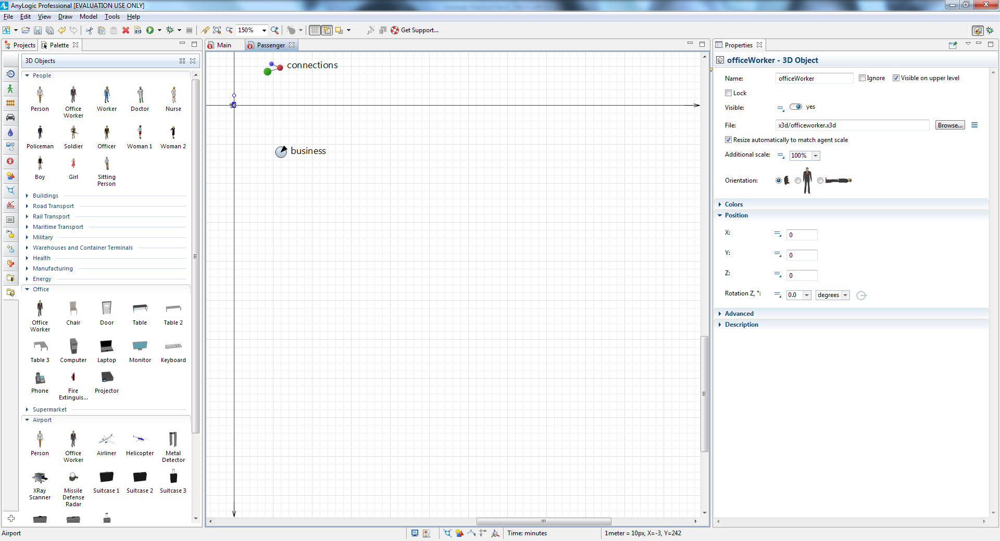 AnyLogic Professional [EVALUATION USE ONLY]
File Edit View Draw Model Tools Help
150% Get Support...
Projects Palette
3D Objects
People
Person Office Worker Worker Doctor Nurse
Policeman Soldier Officer Woman 1 Woman 2
Boy Girl Sitting Person
Buildings
Road Transport
Rail Transport
Maritime Transport
Military
Warehouses and Container Terminals
Health
Manufacturing
Energy
Office
Office Worker Chair Door Table Table 2
Table 3 Computer Laptop Monitor Keyboard
Phone Fire Extinguis... Projector
Supermarket
Airport
Person Office Worker Airliner Helicopter Metal Detector
XRay Scanner Missile Defense Radar Suitcase 1 Suitcase 2 Suitcase 3
Main Passenger
connections
business
Properties
officeWorker - 3D Object
Name: officeWorker Ignore Visible on upper level
Lock
Visible: yes
File: x3d/officeworker.x3d Browse...
Resize automatically to match agent scale
Additional scale: 100%
Orientation:
Colors
Position
X: 0
Y: 0
Z: 0
Rotation Z, °: 0.0 degrees
Advanced
Description
Airport Time: minutes 1meter = 10px, X=-3, Y=242